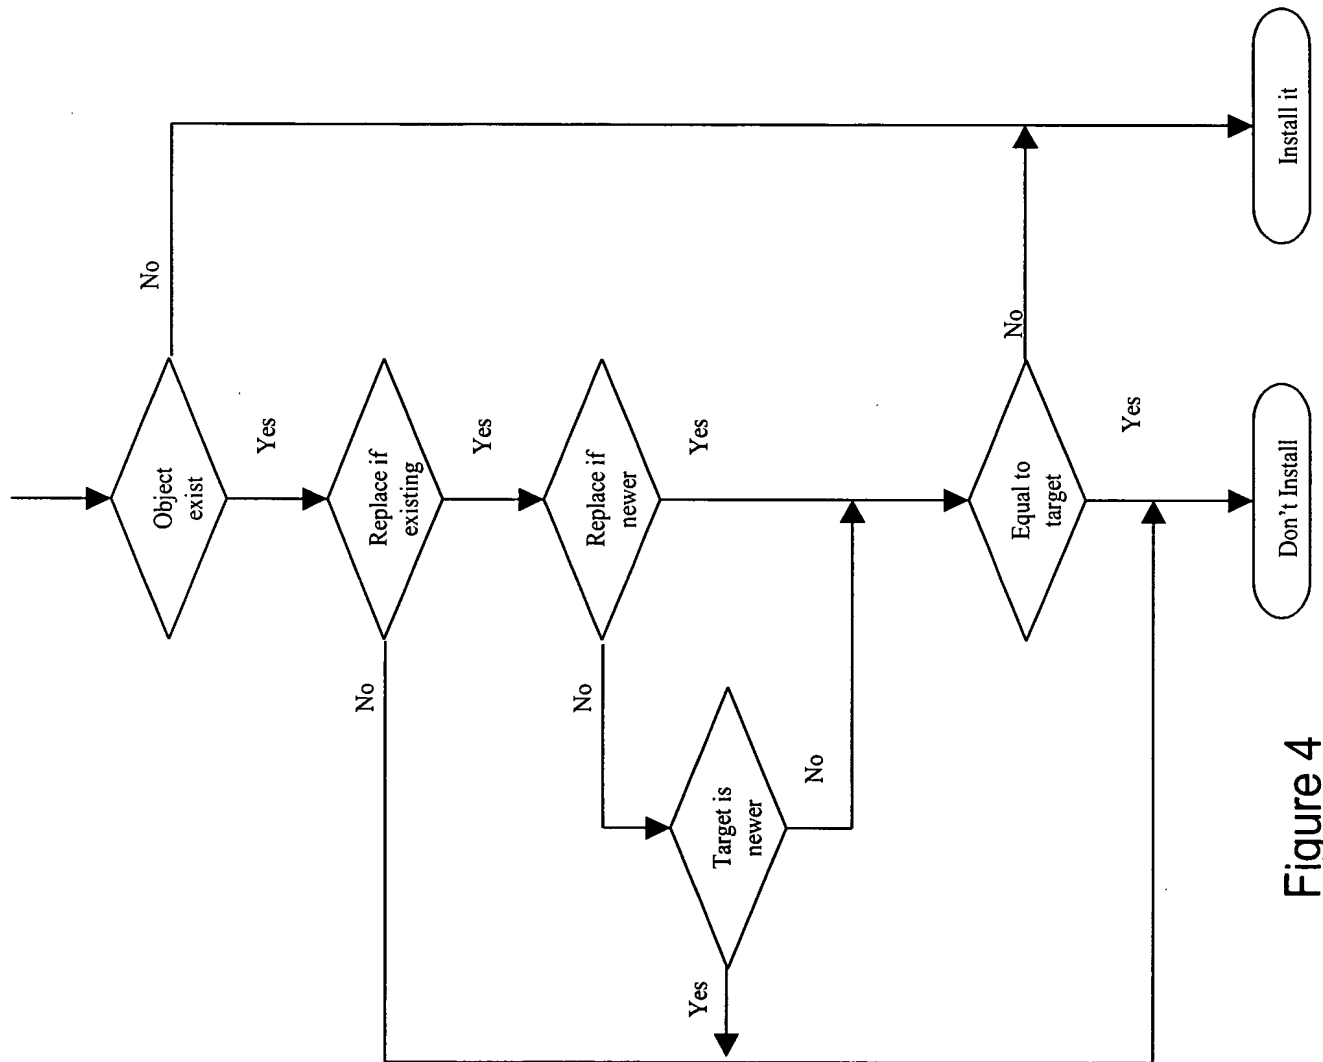 Object
exist
No
Yes
Replace if
existing
No
Yes
Replace if
newer
No
Yes
Target is
newer
Yes
No
Equal to
target
No
Yes
Don't Install
Install it
Figure 4